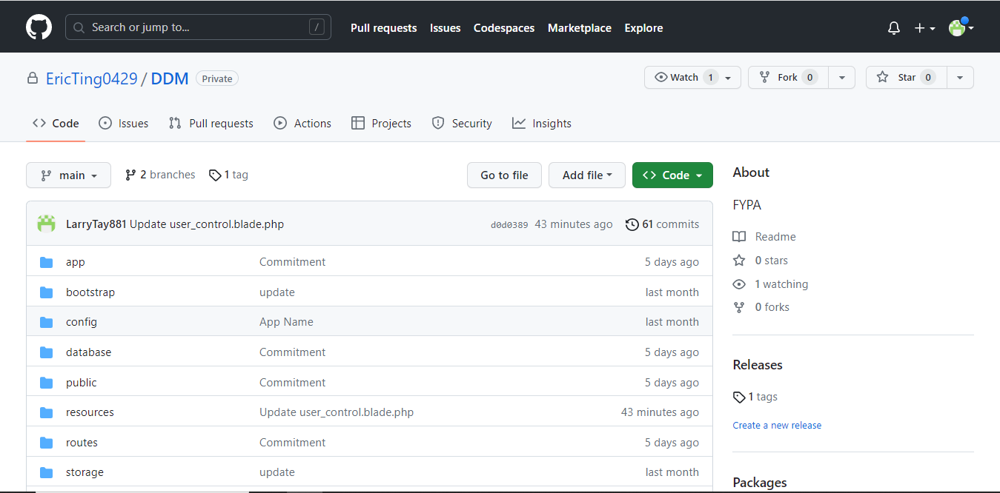 Search or jump to... / Pull requests Issues Codespaces Marketplace Explore
EricTing0429 / DDM Private Watch 1 Fork 0 Star 0
Code Issues Pull requests Actions Projects Security Insights
main 2 branches 1 tag Go to file Add file Code
LarryTay881 Update user_control.blade.php d0d0389 43 minutes ago 61 commits
app Commitment 5 days ago
bootstrap update last month
config App Name last month
database Commitment 5 days ago
public Commitment 5 days ago
resources Update user_control.blade.php 43 minutes ago
routes Commitment 5 days ago
storage update last month
About
FYPA
Readme
0 stars
1 watching
0 forks
Releases
1 tags
Create a new release
Packages